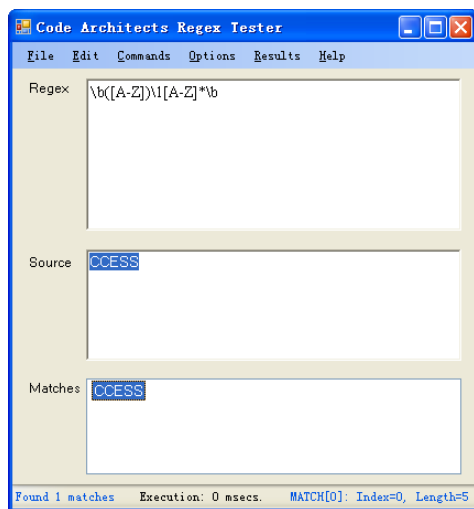 Code Architects Regex Tester
File Edit Commands Options Results Help
Regex
\b([A-Z])\1[A-Z]*\b
Source
CCESS
Matches
CCESS
Found 1 matches Execution: 0 msecs. MATCH[0]: Index=0, Length=5